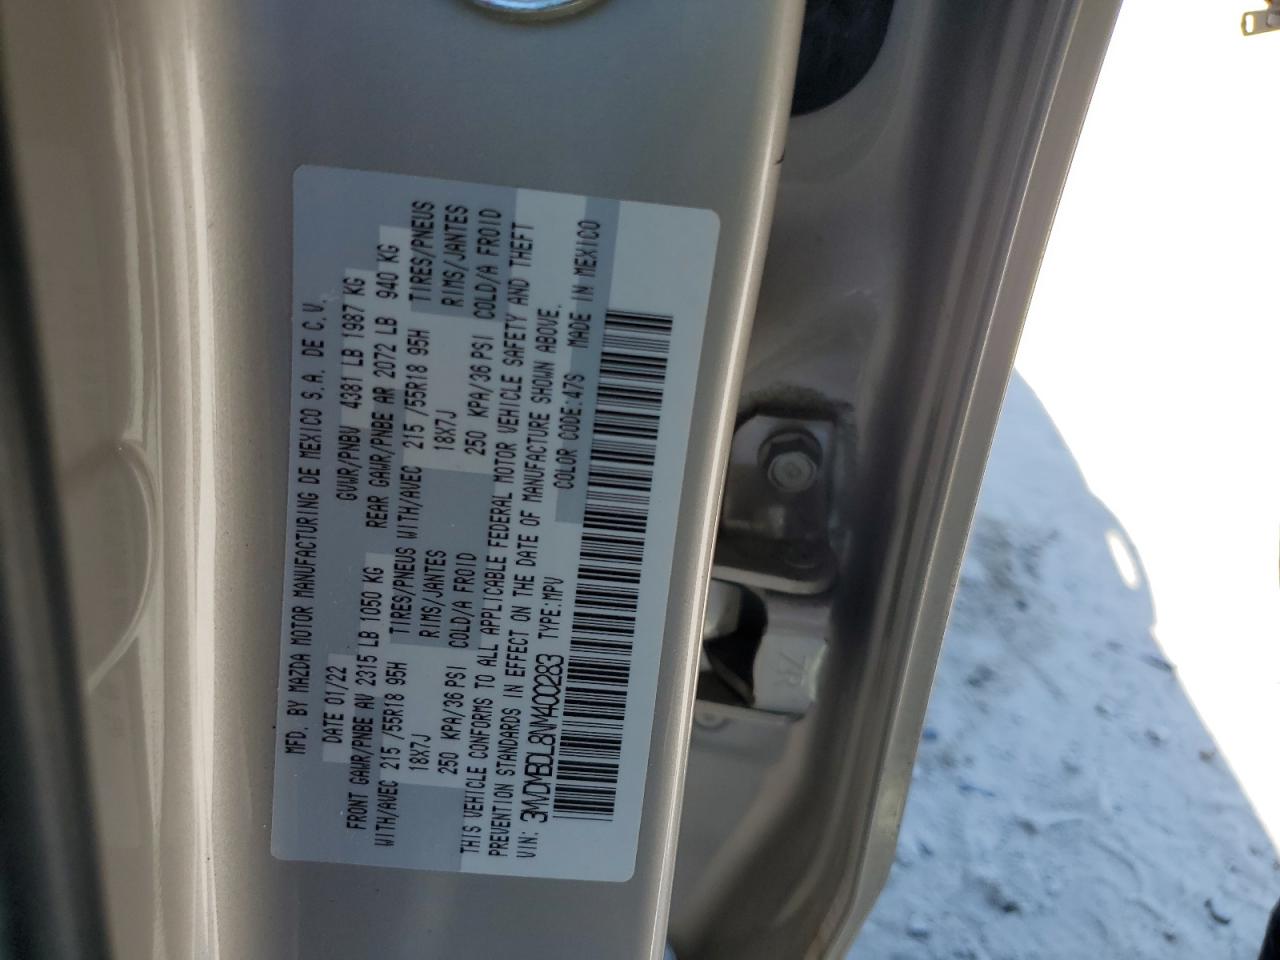 MFD. BY MAZDA MOTOR MANUFACTURING DE MEXICO S.A. DE C.V.
DATE 01/22 GVWR/PNBV 4381 LB 1987 KG
FRONT GAWR/PNBE AV 2315 LB 1050 KG REAR GAWR/PNBE AR 2072 LB 940 KG
WITH/AVEC 215 /55R18 95H TIRES/PNEUS WITH/AVEC 215 /55R18 95H TIRES/PNEUS
18X7J RIMS/JANTES 18X7J RIMS/JANTES
250 KPA/36 PSI COLD/A FROID 250 KPA/36 PSI COLD/A FROID
THIS VEHICLE CONFORMS TO ALL APPLICABLE FEDERAL MOTOR VEHICLE SAFETY AND THEFT
PREVENTION STANDARDS IN EFFECT ON THE DATE OF MANUFACTURE SHOWN ABOVE.
VIN: 3MVDMBDL8NM400283 TYPE:MPV COLOR CODE:47S MADE IN MEXICO
7R